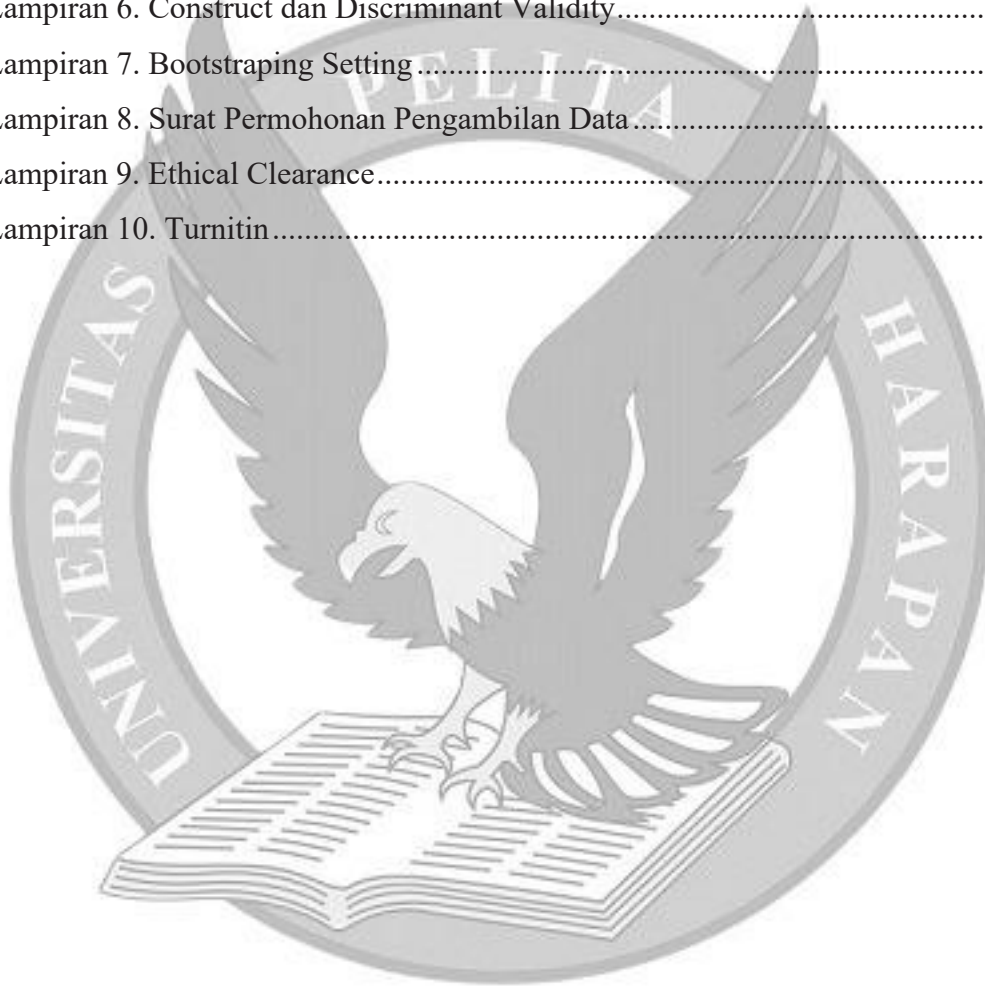 Lampiran 6. Construct dan Discriminant Validity................................................
Lampiran 7. Bootstraping Setting........................................................................
Lampiran 8. Surat Permohonan Pengambilan Data.............................................
Lampiran 9. Ethical Clearance.............................................................................
Lampiran 10. Turnitin..........................................................................................
UNIVERSITAS PELITA HARAPAN